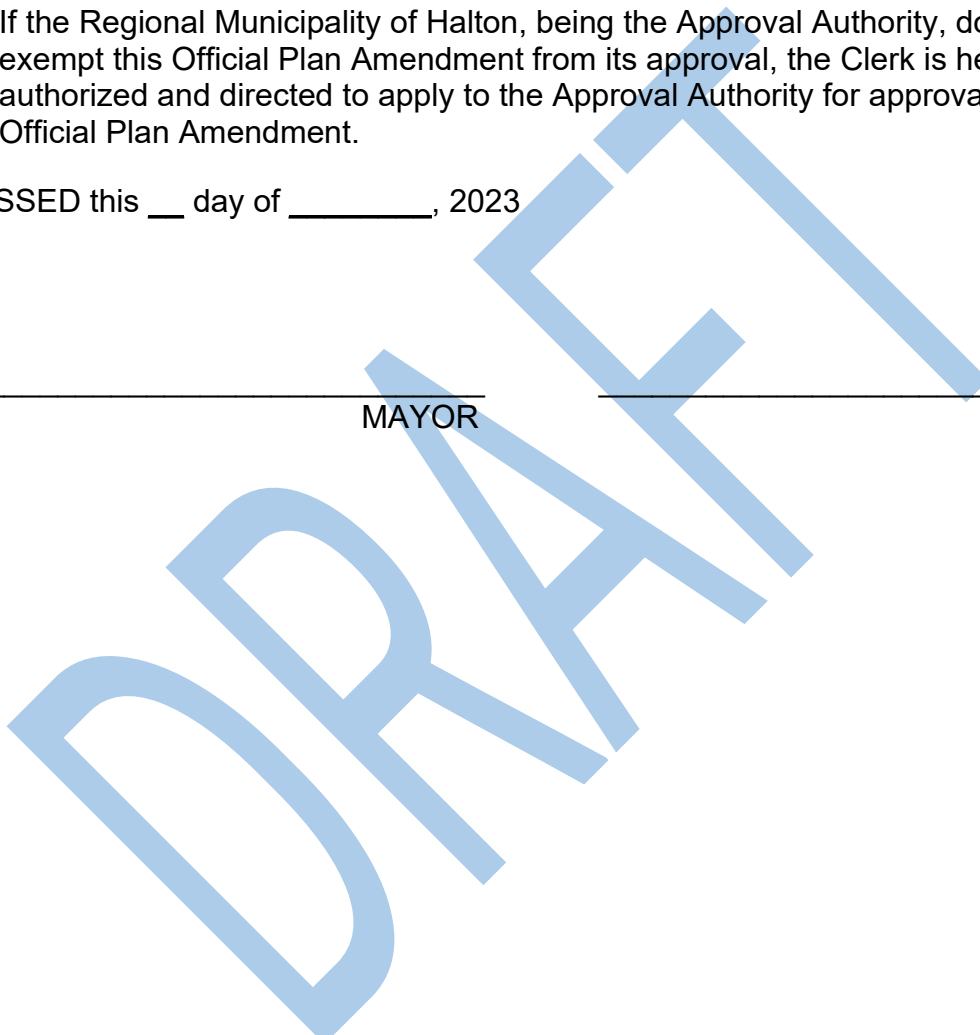 If the Regional Municipality of Halton, being the Approval Authority, do
exempt this Official Plan Amendment from its approval, the Clerk is he
authorized and directed to apply to the Approval Authority for approva
Official Plan Amendment.
SSED this __ day of ________, 2023
MAYOR
DRAFT